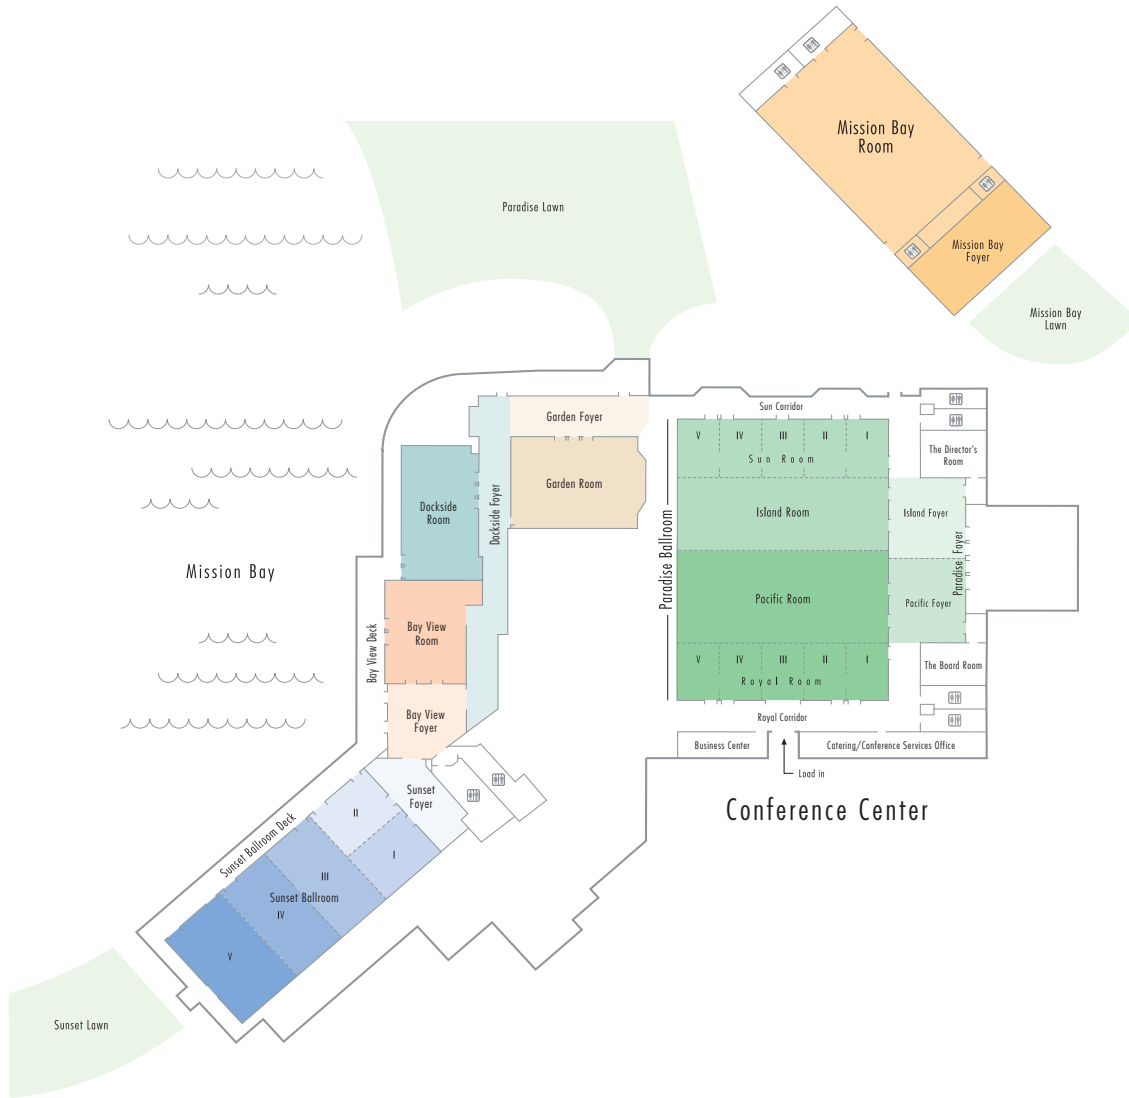 Mission Bay
Room
Mission Bay
Foyer
Mission Bay
Lawn
Paradise Lawn
Sun Corridor
Garden Foyer
V
IV
III
II
I
Sun Room
The Director's
Room
Garden Room
Dockside
Room
Dockside Foyer
Island Room
Island Foyer
Paradise Ballroom
Paradise Foyer
Mission Bay
Pacific Room
Pacific Foyer
Bay View Deck
Bay View
Room
V
IV
III
II
I
Royal Room
The Board Room
Bay View
Foyer
Royal Corridor
Business Center
Catering/Conference Services Office
Load in
Conference Center
Sunset
Foyer
Sunset Ballroom Deck
II
I
III
Sunset Ballroom
IV
V
Sunset Lawn